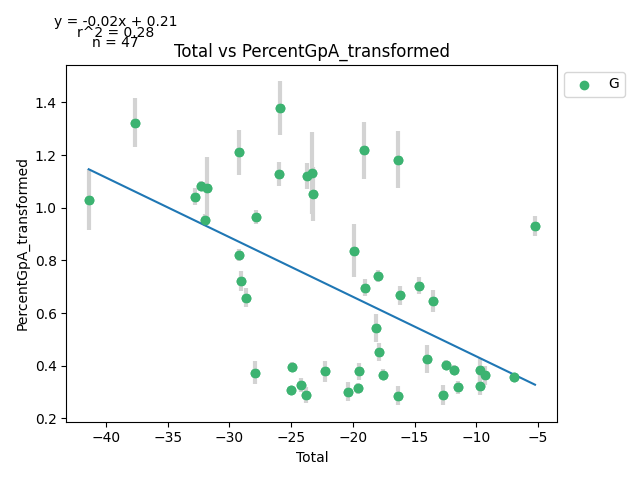 y = -0.02x + 0.21
r^2 = 0.28
n = 47
Total vs PercentGpA_transformed
G
PercentGpA_transformed
1.4
1.2
1.0
0.8
0.6
0.4
0.2
−40 −35 −30 −25 −20 −15 −10 −5
Total